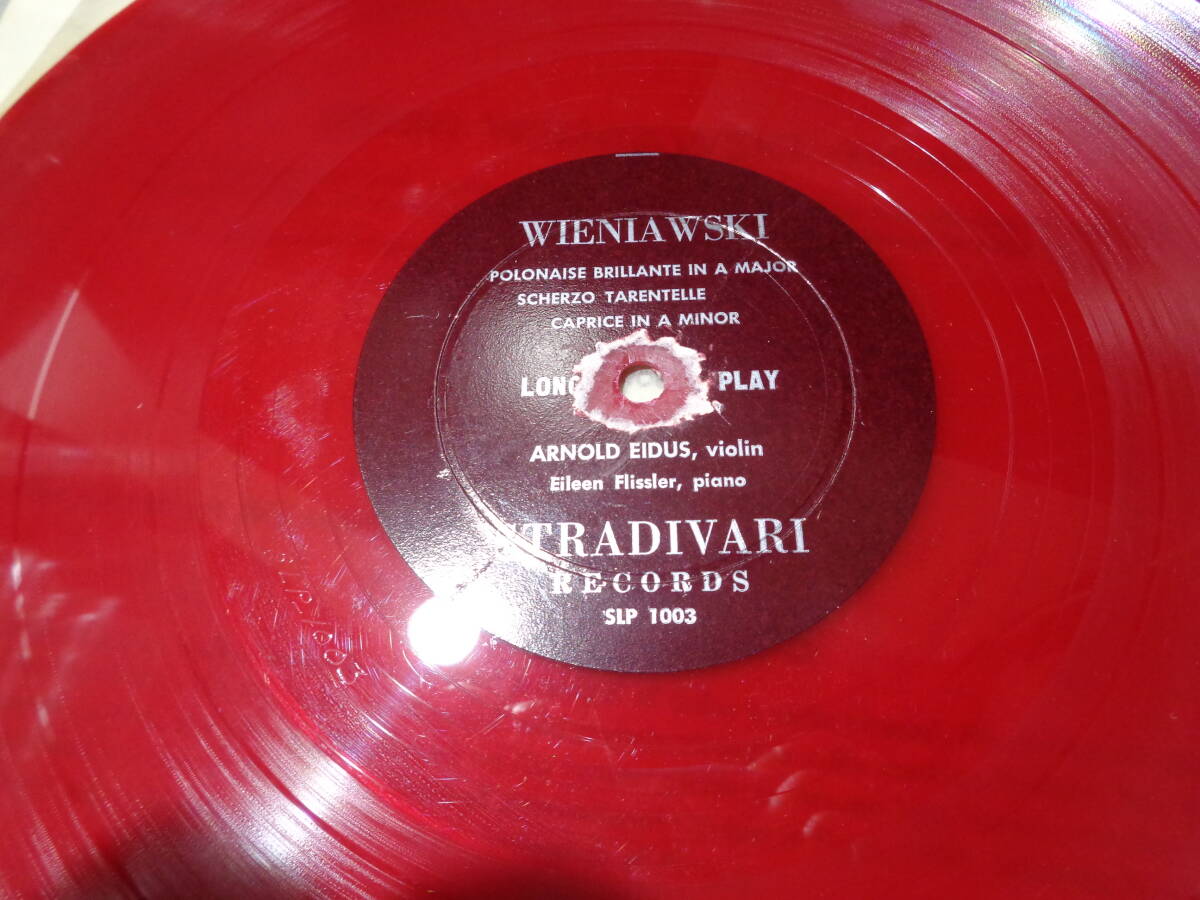 WIENIAWSKI
POLONAISE BRILLANTE IN A MAJOR
SCHERZO TARENTELLE
CAPRICE IN A MINOR
LONG PLAY
ARNOLD EIDUS, violin
Eileen Flissler, piano
STRADIVARI
RECORDS
SLP 1003